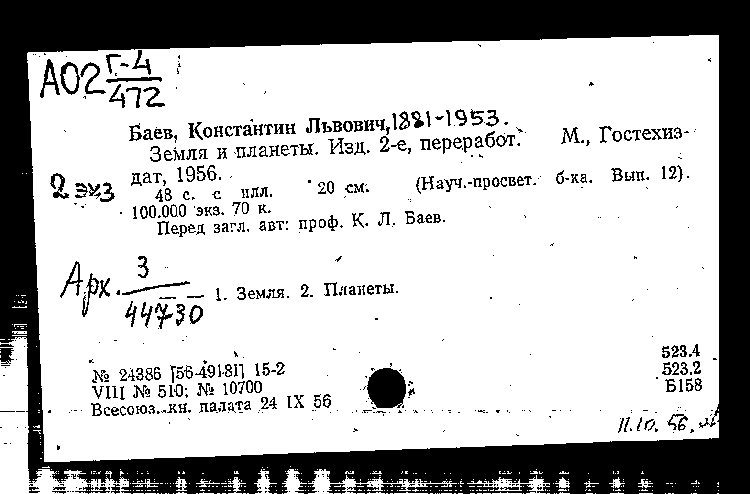 А02 Г-4
472
Баев, Константин Львович, 1881-1953.
Земля и планеты. Изд. 2-е, переработ. М., Гостехиз-
дат, 1956.
2 экз
48 с. с илл. 20 см. (Науч.-просвет. б-ка. Вып. 12).
100.000 экз. 70 к.
Перед загл. авт: проф. К. Л. Баев.
Арх. 3
44730
1. Земля. 2. Планеты.
№ 24386 [56-49181] 15-2
VIII № 510; № 10700
Всесоюз. кн. палата 24 IX 56
523.4
523.2
Б158
11.10.56.